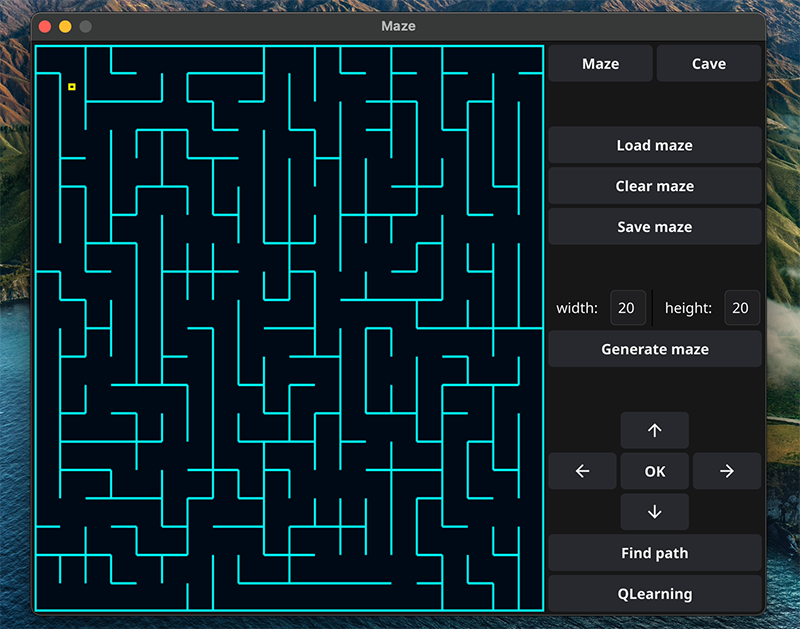 Maze
Maze Cave
Load maze
Clear maze
Save maze
width: 20 height: 20
Generate maze
↑
← OK →
↓
Find path
QLearning